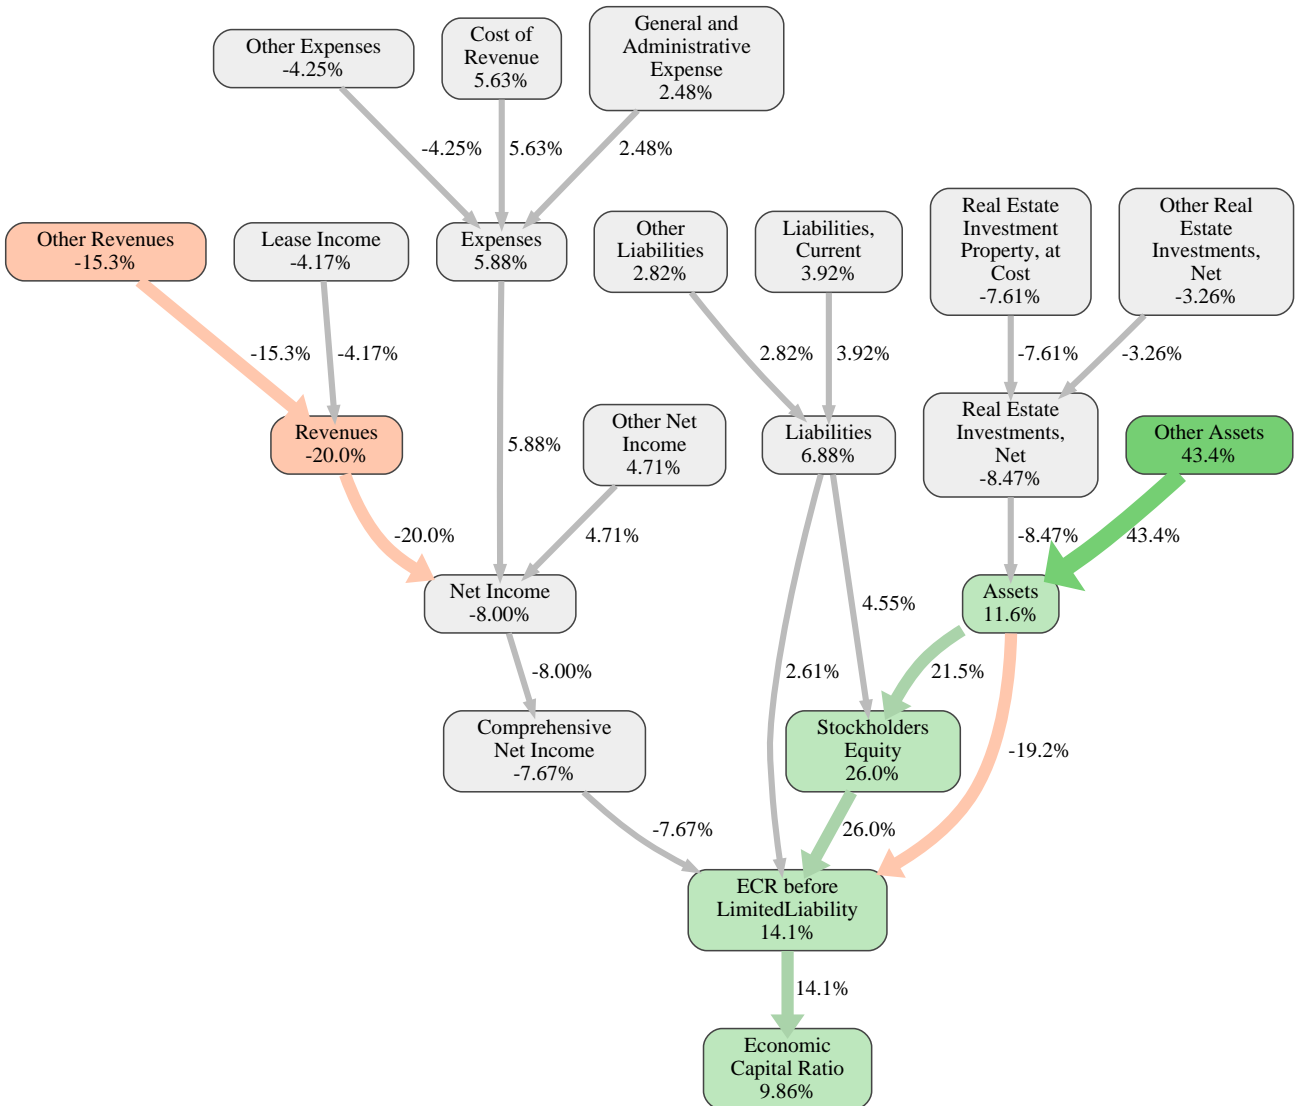 Other Expenses
-4.25%
Cost of
Revenue
5.63%
General and
Administrative
Expense
2.48%
-4.25%
5.63%
2.48%
Other Revenues
-15.3%
Lease Income
-4.17%
Expenses
5.88%
Other
Liabilities
2.82%
Liabilities,
Current
3.92%
Real Estate
Investment
Property, at
Cost
-7.61%
Other Real
Estate
Investments,
Net
-3.26%
-15.3%
-4.17%
2.82%
3.92%
-7.61%
-3.26%
Revenues
-20.0%
5.88%
Other Net
Income
4.71%
Liabilities
6.88%
Real Estate
Investments,
Net
-8.47%
Other Assets
43.4%
-20.0%
4.71%
-8.47%
43.4%
Net Income
-8.00%
4.55%
Assets
11.6%
-8.00%
2.61%
21.5%
Comprehensive
Net Income
-7.67%
Stockholders
Equity
26.0%
-19.2%
-7.67%
26.0%
ECR before
LimitedLiability
14.1%
14.1%
Economic
Capital Ratio
9.86%